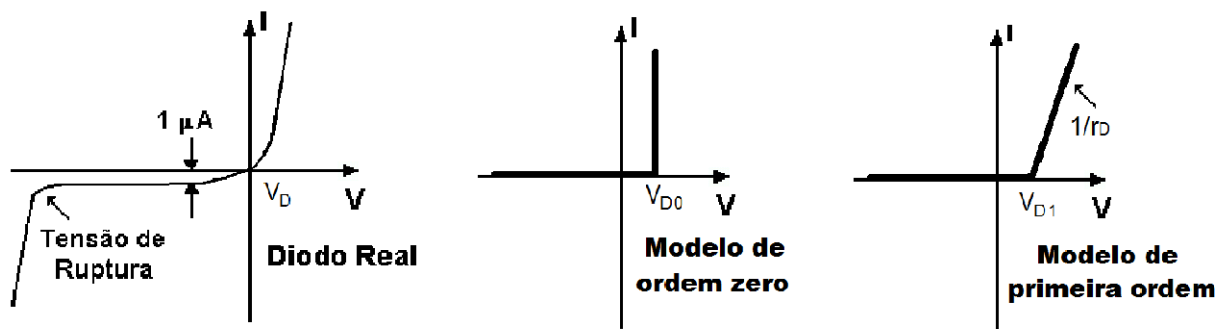 I
1 μA
V_D
V
Tensão de
Ruptura
Diodo Real
I
V_D0
V
Modelo de
ordem zero
I
1/r_D
V_D1
V
Modelo de
primeira ordem